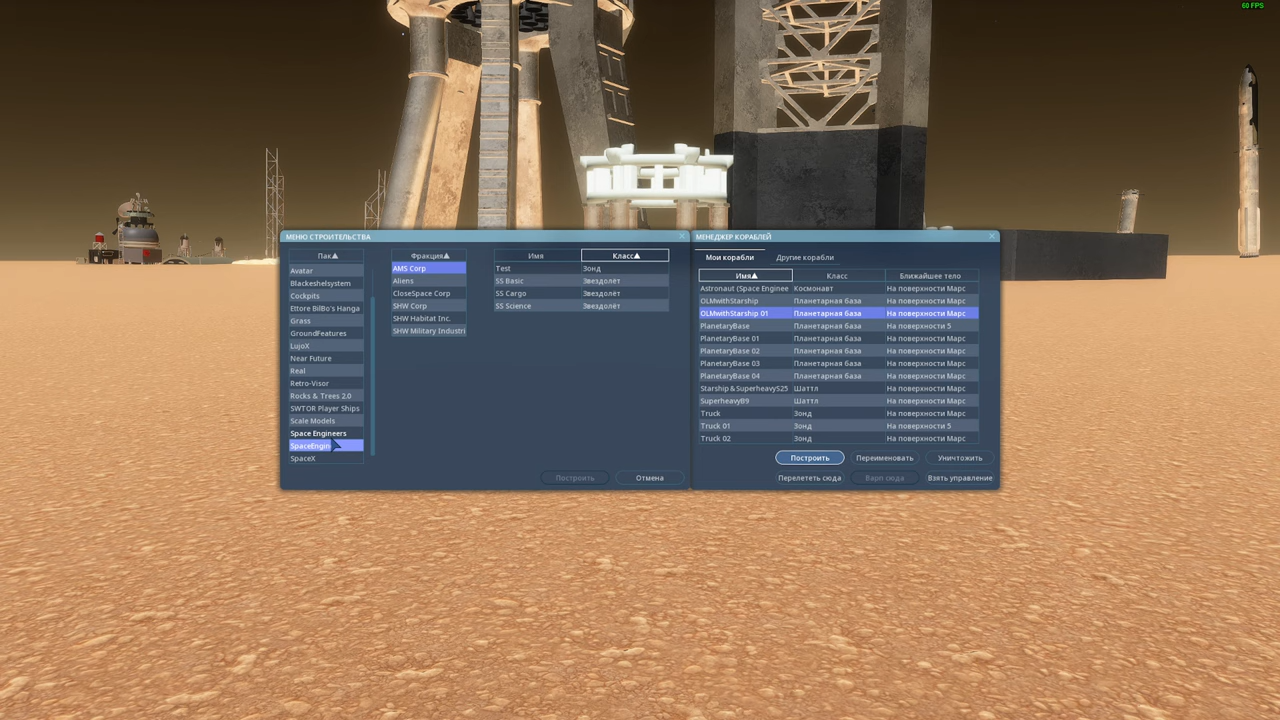 60 FPS
МЕНЮ СТРОИТЕЛЬСТВА
Пак▲
Фракция▲
Имя
Класс▲
Avatar
Blackeshelsystem
Cockpits
Ettore BilBo's Hanga
Grass
GroundFeatures
LujoX
Near Future
Real
Retro-Visor
Rocks & Trees 2.0
SWTOR Player Ships
Scale Models
Space Engineers
SpaceEngin
SpaceX
AMS Corp
Aliens
CloseSpace Corp
SHW Corp
SHW Habitat Inc.
SHW Military Industri
Test Зонд
SS Basic Звездолёт
SS Cargo Звездолёт
SS Science Звездолёт
Построить
Отмена
МЕНЕДЖЕР КОРАБЛЕЙ
Мои корабли
Другие корабли
Имя▲ Класс Ближайшее тело
Astronaut (Space Enginee Космонавт На поверхности Марс
OLMwithStarship Планетарная база На поверхности Марс
OLMwithStarship 01 Планетарная база На поверхности Марс
PlanetaryBase Планетарная база На поверхности 5
PlanetaryBase 01 Планетарная база На поверхности Марс
PlanetaryBase 02 Планетарная база На поверхности Марс
PlanetaryBase 03 Планетарная база На поверхности Марс
PlanetaryBase 04 Планетарная база На поверхности Марс
Starship&SuperheavyS25 Шаттл На поверхности Марс
SuperheavyB9 Шаттл На поверхности Марс
Truck Зонд На поверхности Марс
Truck 01 Зонд На поверхности 5
Truck 02 Зонд На поверхности Марс
Построить
Переименовать
Уничтожить
Перелететь сюда
Варп сюда
Взять управление